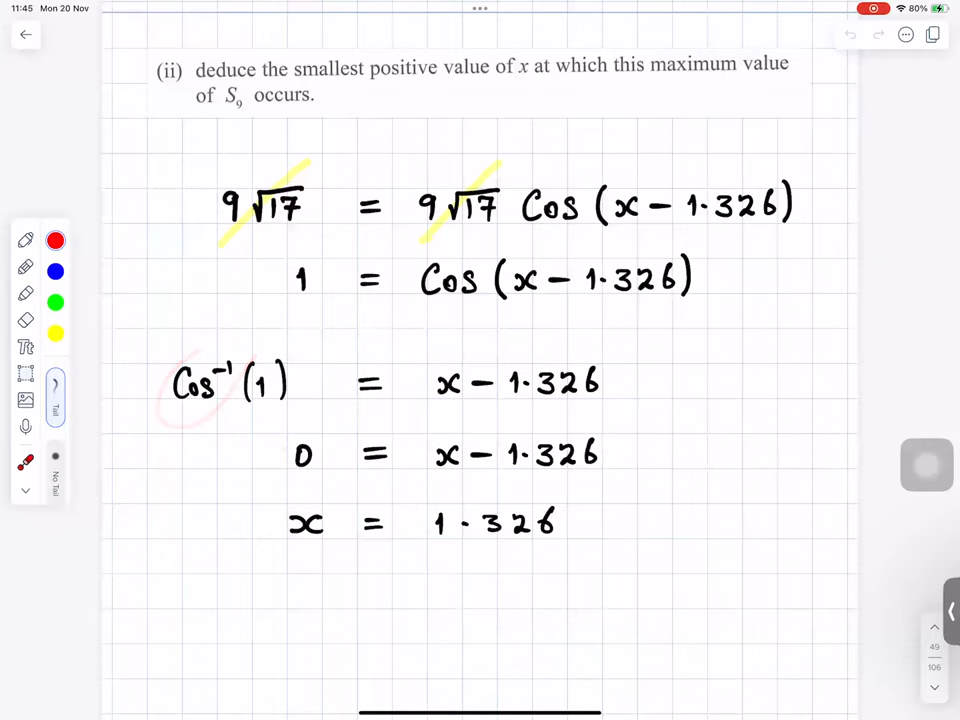 11:45 Mon 20 Nov
80%
(ii) deduce the smallest positive value of x at which this maximum value
of S₉ occurs.
9√17 = 9√17 Cos (x – 1.326)
1 = Cos (x – 1.326)
Cos⁻¹ (1) = x – 1.326
0 = x – 1.326
x = 1.326
Tt
Tail
No Tail
49
106